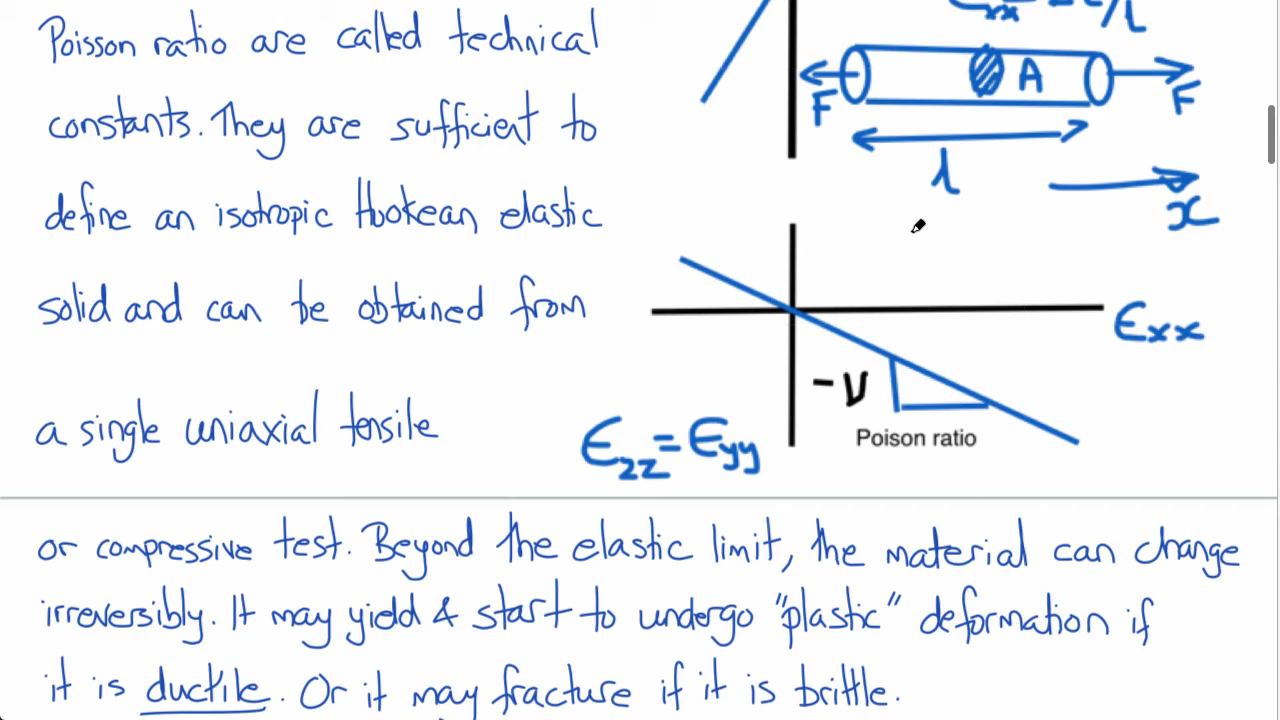 Poisson ratio are called technical
constants. They are sufficient to
define an isotropic Hookean elastic
solid and can be obtained from
a single uniaxial tensile
A
F
F
l
x
ϵxx
-ν
Poison ratio
ϵzz=ϵyy
or compressive test. Beyond the elastic limit, the material can change
irreversibly. It may yield & start to undergo "plastic" deformation if
it is ductile. Or it may fracture if it is brittle.